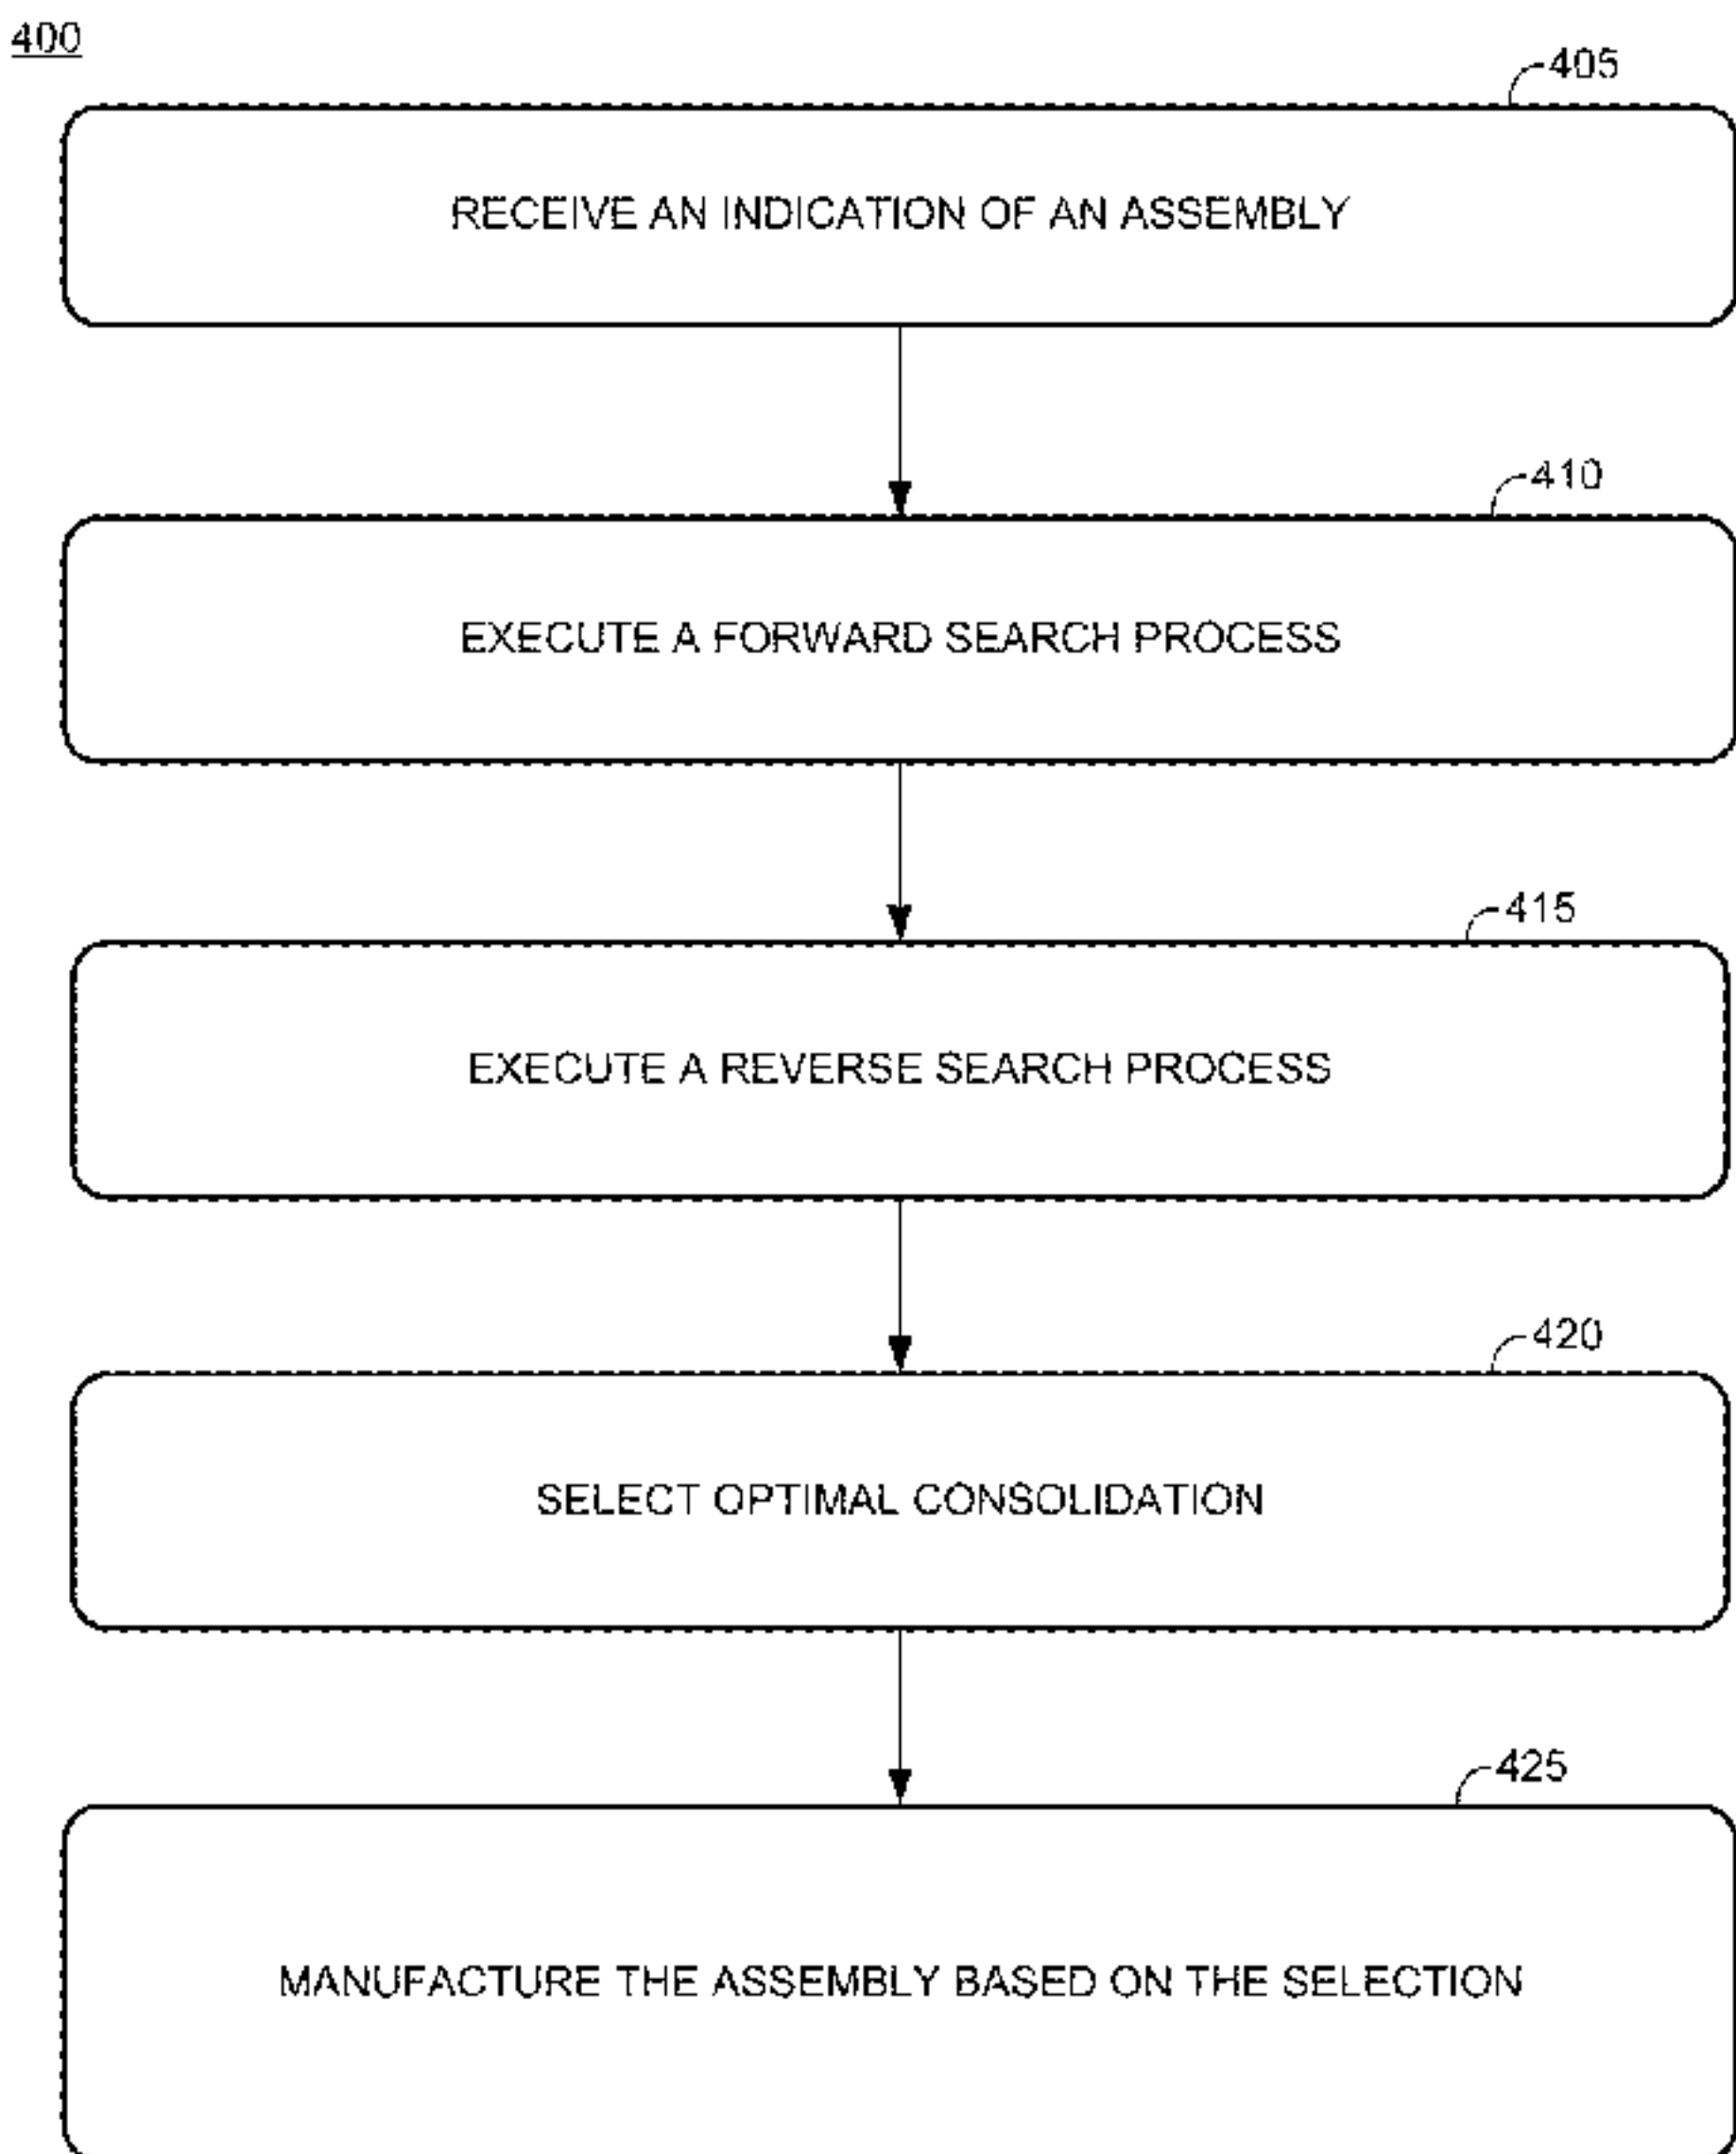 400
405
RECEIVE AN INDICATION OF AN ASSEMBLY
410
EXECUTE A FORWARD SEARCH PROCESS
415
EXECUTE A REVERSE SEARCH PROCESS
420
SELECT OPTIMAL CONSOLIDATION
425
MANUFACTURE THE ASSEMBLY BASED ON THE SELECTION